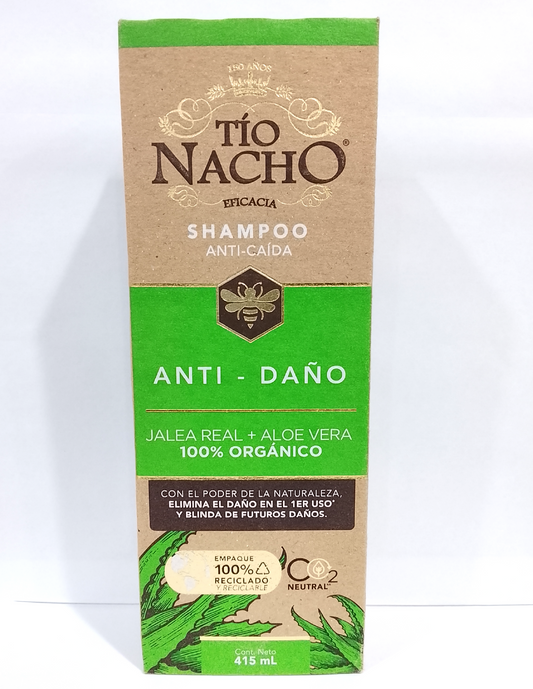 150 AÑOS
TÍO
NACHO®
EFICACIA
SHAMPOO
ANTI-CAÍDA
ANTI - DAÑO
JALEA REAL + ALOE VERA
100% ORGÁNICO
CON EL PODER DE LA NATURALEZA,
ELIMINA EL DAÑO EN EL 1ER USO*
Y BLINDA DE FUTUROS DAÑOS.
EMPAQUE
100%
RECICLADO
Y RECICLABLE
CO2
NEUTRAL
Cont. Neto
415 mL